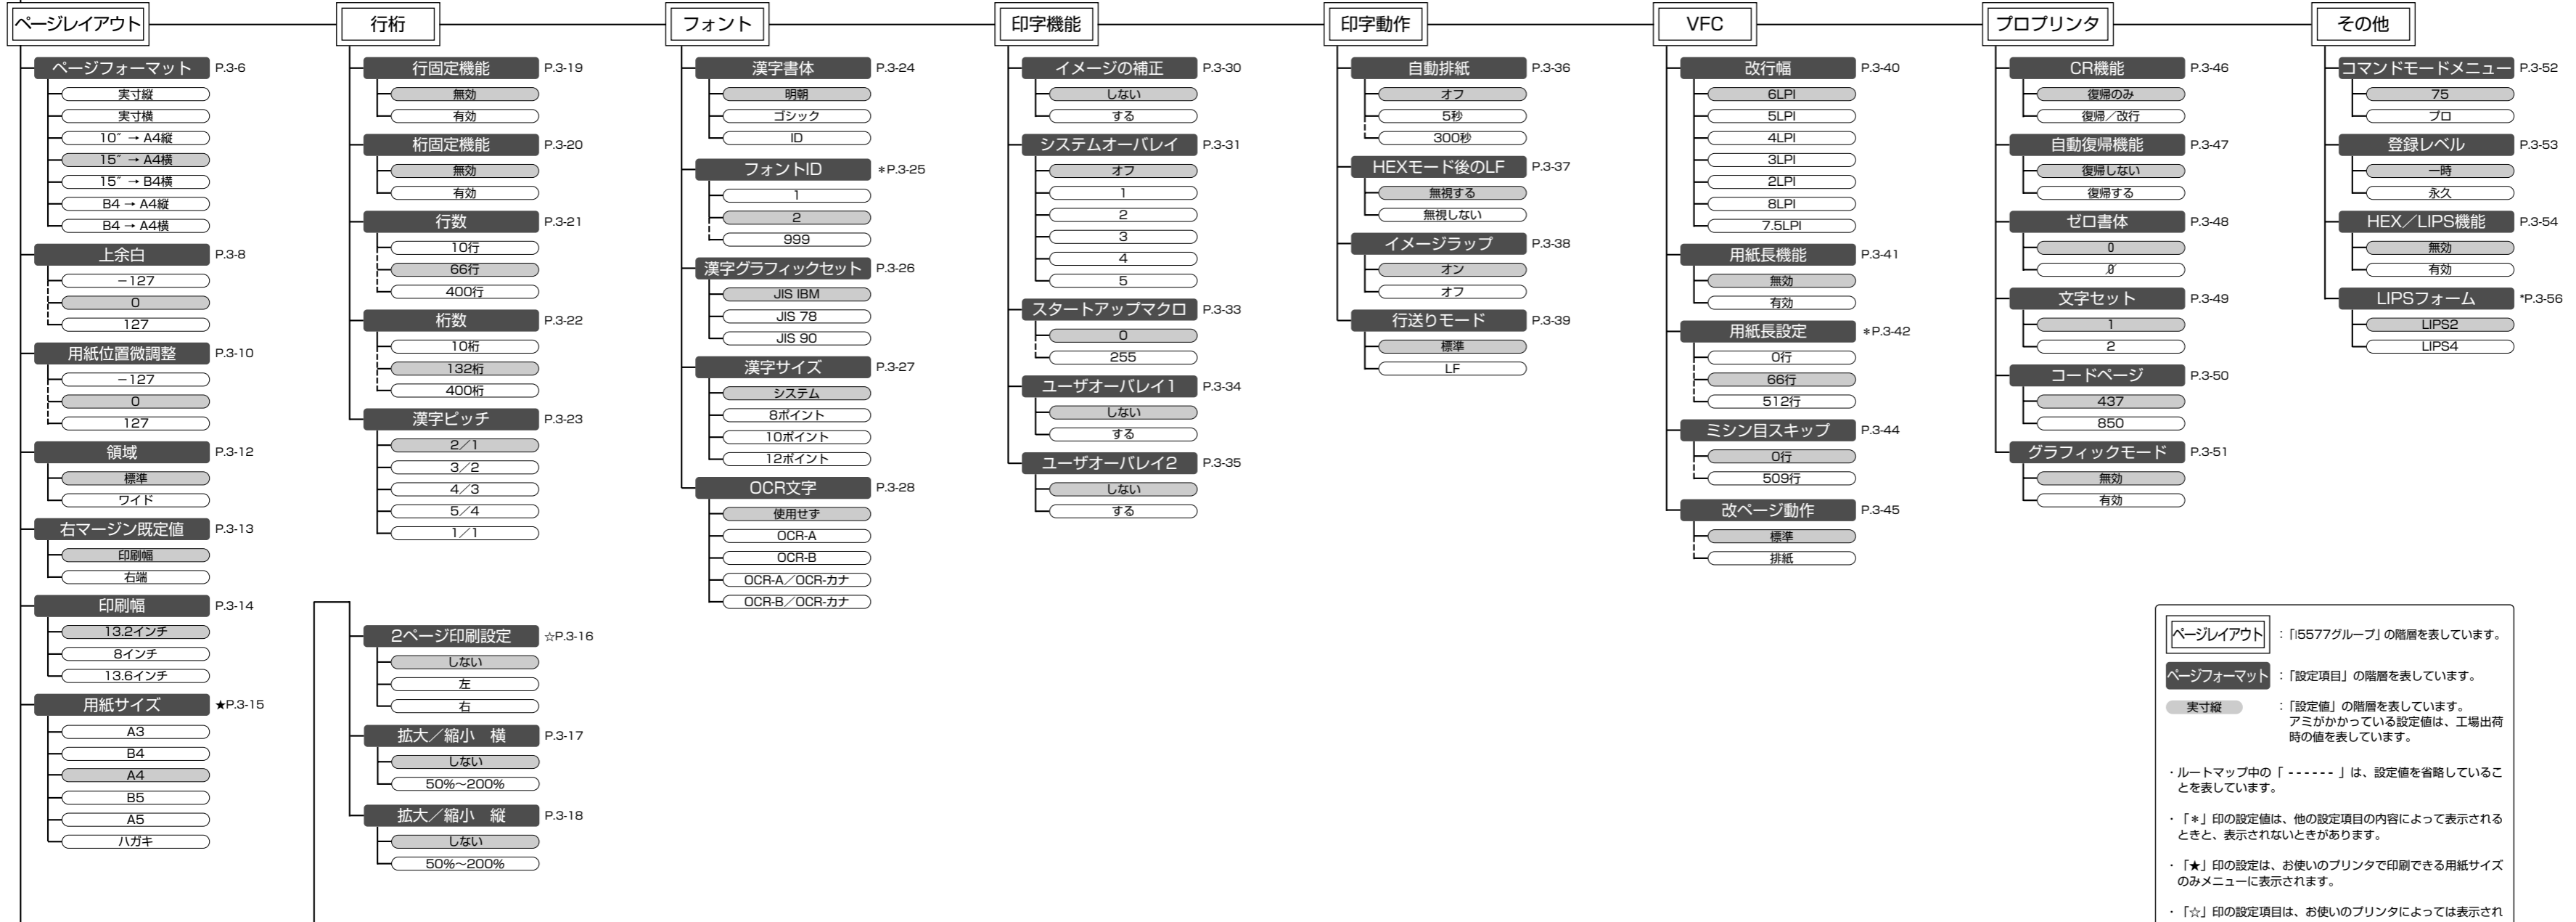 ページレイアウト
ページフォーマット P.3-6
実寸縦
実寸横
10″ → A4縦
15″ → A4横
15″ → B4横
B4 → A4縦
B4 → A4横
上余白 P.3-8
－127
0
127
用紙位置微調整 P.3-10
－127
0
127
領域 P.3-12
標準
ワイド
右マージン既定値 P.3-13
印刷幅
右端
印刷幅 P.3-14
13.2インチ
8インチ
13.6インチ
用紙サイズ ★P.3-15
A3
B4
A4
B5
A5
ハガキ
行桁
行固定機能 P.3-19
無効
有効
桁固定機能 P.3-20
無効
有効
行数 P.3-21
10行
66行
400行
桁数 P.3-22
10桁
132桁
400桁
漢字ピッチ P.3-23
2／1
3／2
4／3
5／4
1／1
2ページ印刷設定 ☆P.3-16
しない
左
右
拡大／縮小　横 P.3-17
しない
50%～200%
拡大／縮小　縦 P.3-18
しない
50%～200%
フォント
漢字書体 P.3-24
明朝
ゴシック
ID
フォントID ＊P.3-25
1
2
999
漢字グラフィックセット P.3-26
JIS IBM
JIS 78
JIS 90
漢字サイズ P.3-27
システム
8ポイント
10ポイント
12ポイント
OCR文字 P.3-28
使用せず
OCR-A
OCR-B
OCR-A／OCR-カナ
OCR-B／OCR-カナ
印字機能
イメージの補正 P.3-30
しない
する
システムオーバレイ P.3-31
オフ
1
2
3
4
5
スタートアップマクロ P.3-33
0
255
ユーザオーバレイ1 P.3-34
しない
する
ユーザオーバレイ2 P.3-35
しない
する
印字動作
自動排紙 P.3-36
オフ
5秒
300秒
HEXモード後のLF P.3-37
無視する
無視しない
イメージラップ P.3-38
オン
オフ
行送りモード P.3-39
標準
LF
VFC
改行幅 P.3-40
6LPI
5LPI
4LPI
3LPI
2LPI
8LPI
7.5LPI
用紙長機能 P.3-41
無効
有効
用紙長設定 ＊P.3-42
0行
66行
512行
ミシン目スキップ P.3-44
0行
509行
改ページ動作 P.3-45
標準
排紙
プロプリンタ
CR機能 P.3-46
復帰のみ
復帰／改行
自動復帰機能 P.3-47
復帰しない
復帰する
ゼロ書体 P.3-48
0
0̸
文字セット P.3-49
1
2
コードページ P.3-50
437
850
グラフィックモード P.3-51
無効
有効
その他
コマンドモードメニュー P.3-52
75
プロ
登録レベル P.3-53
一時
永久
HEX／LIPS機能 P.3-54
無効
有効
LIPSフォーム *P.3-56
LIPS2
LIPS4
ページレイアウト ：「I5577グループ」の階層を表しています。
ページフォーマット ：「設定項目」の階層を表しています。
実寸縦 ：「設定値」の階層を表しています。
アミがかかっている設定値は、工場出荷
時の値を表しています。
・ルートマップ中の「 ------ 」は、設定値を省略しているこ
とを表しています。
・「＊」印の設定値は、他の設定項目の内容によって表示される
ときと、表示されないときがあります。
・「★」印の設定は、お使いのプリンタで印刷できる用紙サイズ
のみメニューに表示されます。
・「☆」印の設定項目は、お使いのプリンタによっては表示され